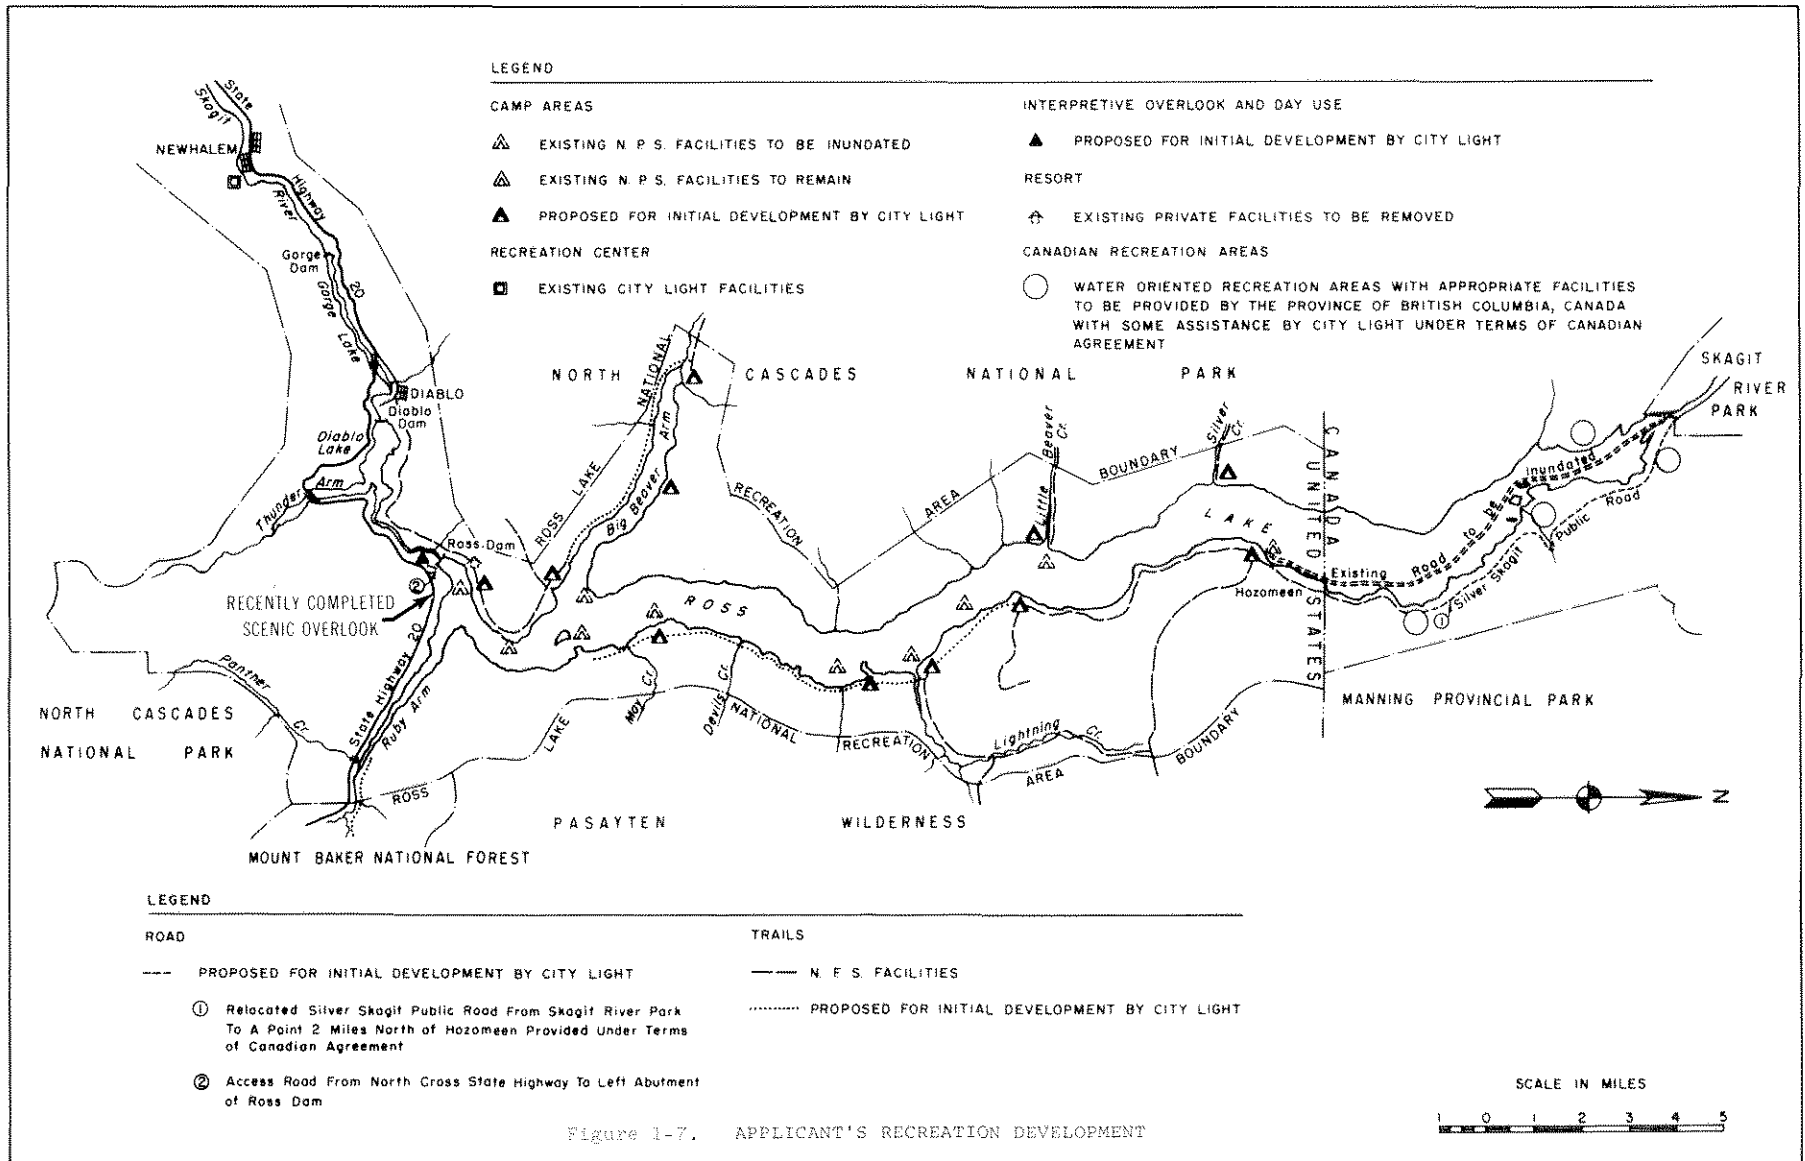 LEGEND
CAMP AREAS
EXISTING N. P. S. FACILITIES TO BE INUNDATED
EXISTING N. P. S. FACILITIES TO REMAIN
PROPOSED FOR INITIAL DEVELOPMENT BY CITY LIGHT
RECREATION CENTER
EXISTING CITY LIGHT FACILITIES
INTERPRETIVE OVERLOOK AND DAY USE
PROPOSED FOR INITIAL DEVELOPMENT BY CITY LIGHT
RESORT
EXISTING PRIVATE FACILITIES TO BE REMOVED
CANADIAN RECREATION AREAS
WATER ORIENTED RECREATION AREAS WITH APPROPRIATE FACILITIES
TO BE PROVIDED BY THE PROVINCE OF BRITISH COLUMBIA, CANADA
WITH SOME ASSISTANCE BY CITY LIGHT UNDER TERMS OF CANADIAN
AGREEMENT
State
Skagit
NEWHALEM
River
Highway
20
Gorge
Dam
Gorge
Lake
DIABLO
Diablo
Dam
Diablo
Lake
Thunder
Arm
Ross Dam
2
RECENTLY COMPLETED
SCENIC OVERLOOK
State Highway 20
Ruby Arm
Panther
Cr.
NORTH CASCADES
NATIONAL PARK
MOUNT BAKER NATIONAL FOREST
NORTH CASCADES NATIONAL PARK
ROSS LAKE NATIONAL
RECREATION
AREA
BOUNDARY
Big Beaver
Arm
Little Beaver
Cr.
Silver
Cr.
ROSS
LAKE
May Cr.
Devils Cr.
Lightning
Cr.
Hozomeen
CANADA
UNITED STATES
Existing
Road to be
Inundated
Silver Skagit
Public
Road
1
SKAGIT
RIVER
PARK
MANNING PROVINCIAL PARK
ROSS
LAKE
NATIONAL
RECREATION
AREA
BOUNDARY
PASAYTEN WILDERNESS
N
LEGEND
ROAD
PROPOSED FOR INITIAL DEVELOPMENT BY CITY LIGHT
1 Relocated Silver Skagit Public Road From Skagit River Park
To A Point 2 Miles North of Hozomeen Provided Under Terms
of Canadian Agreement
2 Access Road From North Cross State Highway To Left Abutment
of Ross Dam
TRAILS
N. F. S. FACILITIES
PROPOSED FOR INITIAL DEVELOPMENT BY CITY LIGHT
SCALE IN MILES
1 0 1 2 3 4 5
Figure 1-7. APPLICANT'S RECREATION DEVELOPMENT